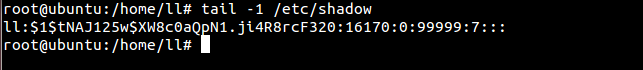 root@ubuntu:/home/ll# tail -1 /etc/shadow
ll:$1$tNAJ125w$XW8c0aQpN1.ji4R8rcF320:16170:0:99999:7:::
root@ubuntu:/home/ll#